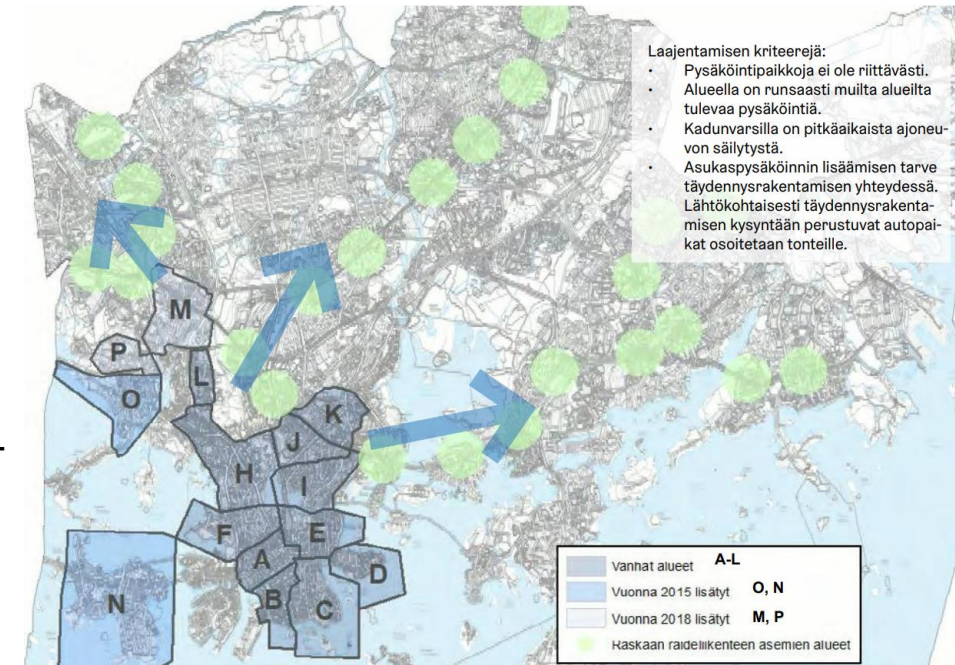 Laajentamisen kriteerejä:
• Pysäköintipaikkoja ei ole riittävästi.
• Alueella on runsaasti muilta alueilta
tulevaa pysäköintiä.
• Kadunvarsilla on pitkäaikaista ajoneu-
von säilytystä.
• Asukaspysäköinnin lisäämisen tarve
täydennysrakentamisen yhteydessä.
Lähtökohtaisesti täydennysrakenta-
misen kysyntään perustuvat autopai-
kat osoitetaan tonteille.
M
P
L
O
K
J
H
I
F
E
A
D
N
B
C
Vanhat alueet A-L
Vuonna 2015 lisätyt O, N
Vuonna 2018 lisätyt M, P
Raskaan raideliikenteen asemien alueet